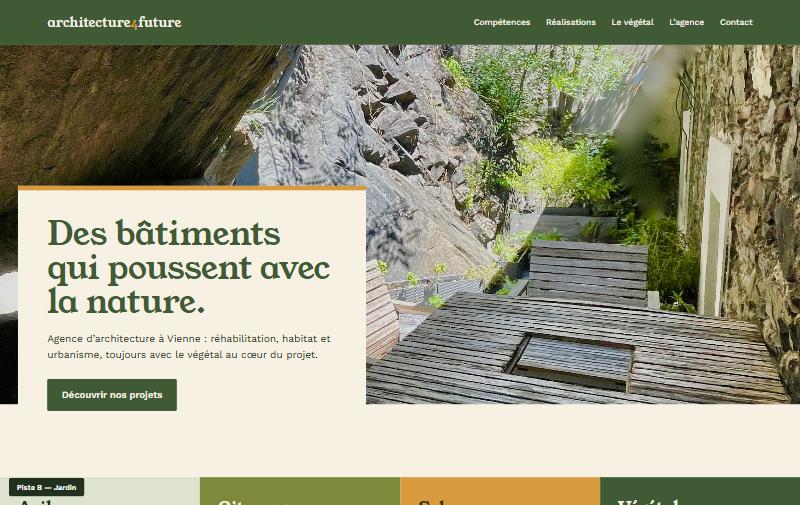 architecture4future
Compétences Réalisations Le végétal L'agence Contact
Des bâtiments
qui poussent avec
la nature.
Agence d'architecture à Vienne : réhabilitation, habitat et
urbanisme, toujours avec le végétal au cœur du projet.
Découvrir nos projets
Piste B — Jardin